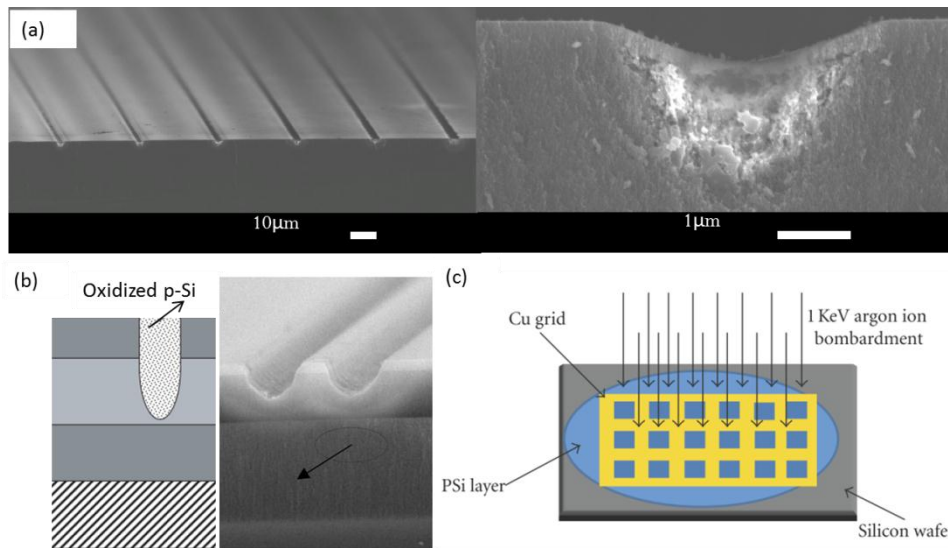 (a)
10µm
1µm
(b)
Oxidized p-Si
(c)
Cu grid
1 KeV argon ion
bombardment
PSi layer
Silicon wafe